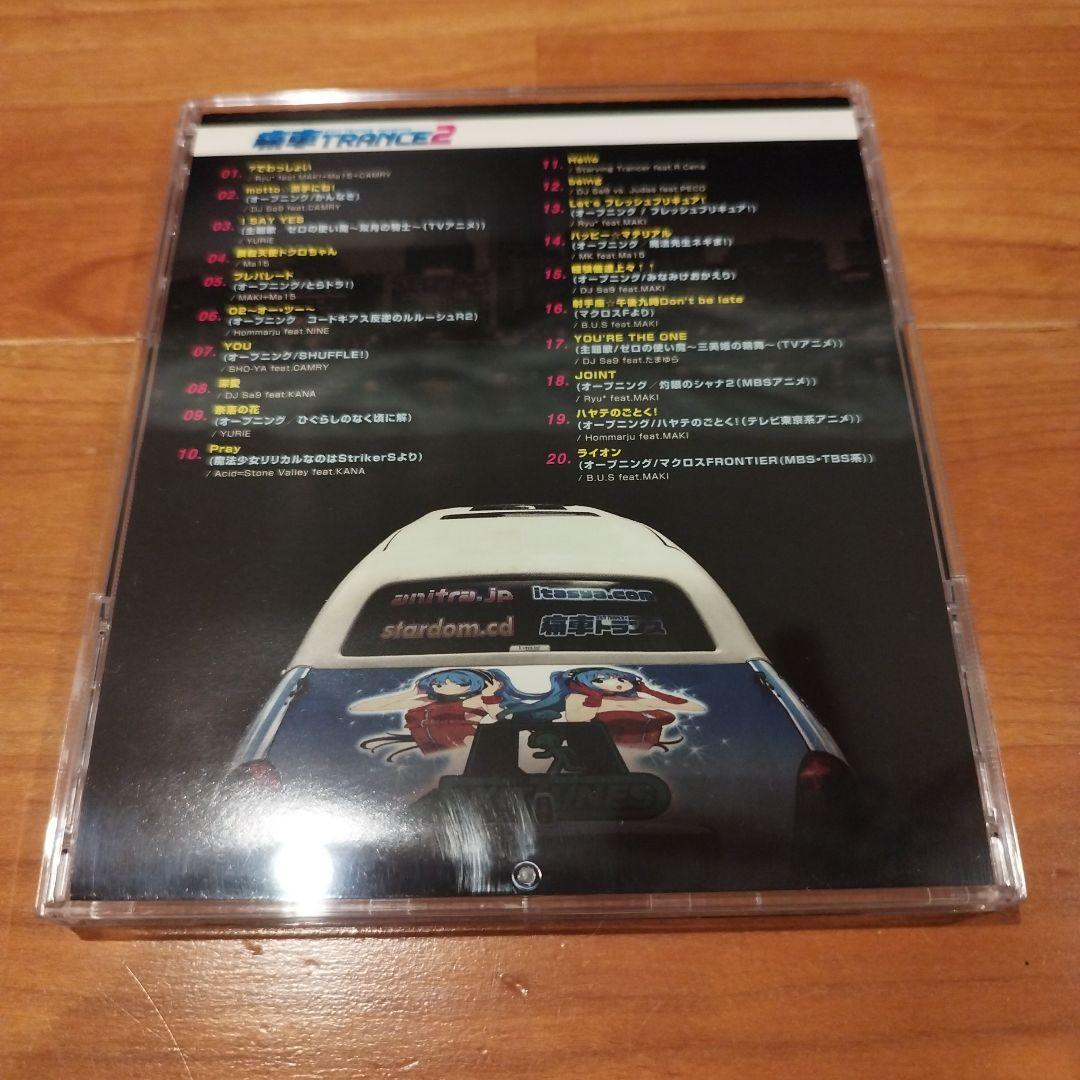 痛車TRANCE2
01. ?でわっしょい
/ Ryu* feat.MAKI+Ma15+CAMRY
02. motto☆派手にね!
(オープニング/かんなぎ)
/ DJ Sa9 feat.CAMRY
03. I SAY YES
(主題歌 ゼロの使い魔～双月の騎士～(TVアニメ))
/ YURiE
04. 撲殺天使ドクロちゃん
/ Ma15
05. プレパレード
(オープニング/とらドラ!)
/ MAKI+Ma15
06. O2～オー・ツー～
(オープニング コードギアス反逆のルルーシュR2)
/ Hommarju feat.NINE
07. YOU
(オープニング/SHUFFLE!)
/ SHO-YA feat.CAMRY
08. 深愛
/ DJ Sa9 feat.KANA
09. 奈落の花
(オープニング/ひぐらしのなく頃に解)
/ YURiE
10. Pray
(魔法少女リリカルなのはStrikerSより)
/ Acid=Stone Valley feat.KANA
11. Hello
/ Starving Trancer feat.R.Cena
12. being
/ DJ Sa9 vs. Judas feat.PECO
13. Let's フレッシュプリキュア!
(オープニング / フレッシュプリキュア!)
/ Ryu* feat.MAKI
14. ハッピー☆マテリアル
(オープニング/魔法先生ネギま!)
/ MK feat.Ma15
15. 経験値速上々↑↑
(オープニング/みなみけおかえり)
/ DJ Sa9 feat.MAKI
16. 射手座☆午後九時Don't be late
(マクロスFより)
/ B.U.S feat.MAKI
17. YOU'RE THE ONE
(主題歌/ゼロの使い魔～三美姫の輪舞～(TVアニメ))
/ DJ Sa9 feat.たまゆら
18. JOINT
(オープニング/灼眼のシャナ2(MBSアニメ))
/ Ryu* feat.MAKI
19. ハヤテのごとく!
(オープニング/ハヤテのごとく!(テレビ東京系アニメ))
/ Hommarju feat.MAKI
20. ライオン
(オープニング/マクロスFRONTIER(MBS・TBS系))
/ B.U.S feat.MAKI
anitra.jp itasya.com
stardom.cd 痛車トランス